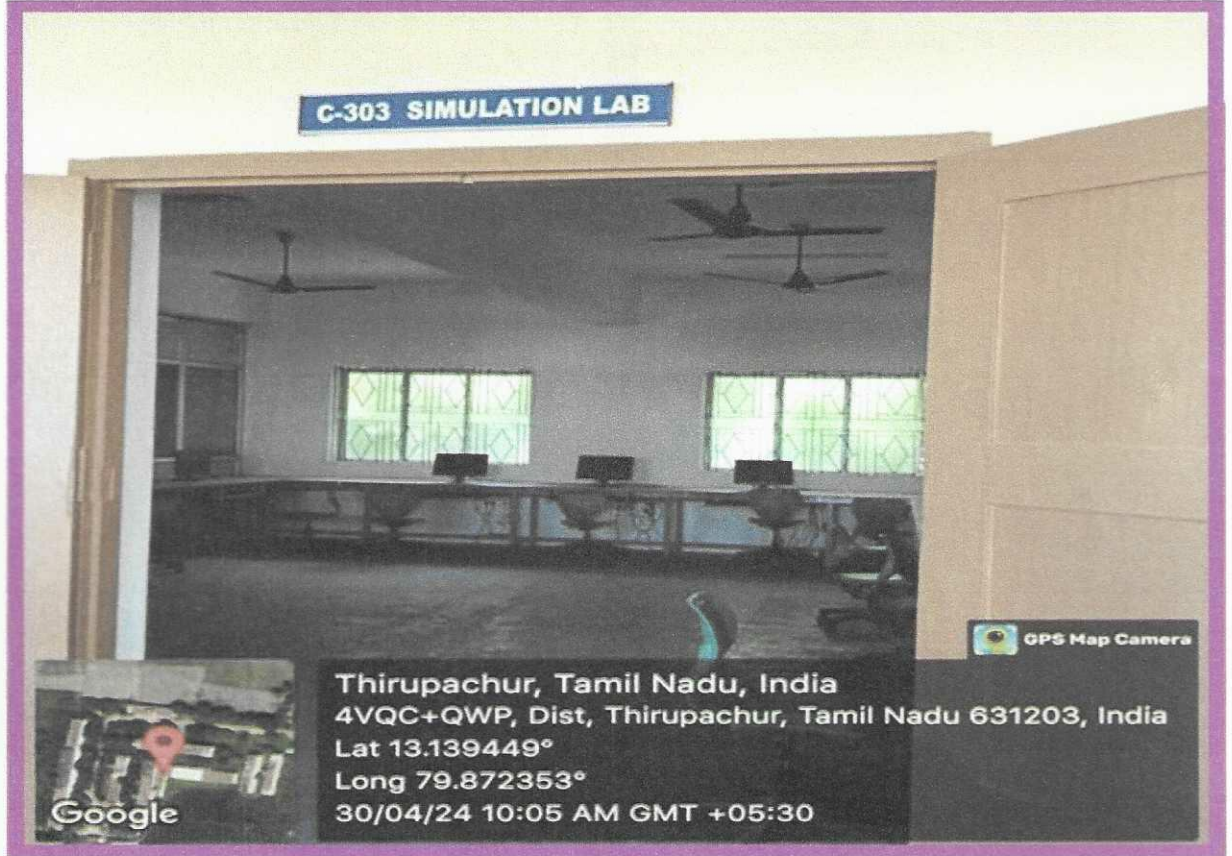 C-303 SIMULATION LAB
GPS Map Camera
Thirupachur, Tamil Nadu, India
4VQC+QWP, Dist, Thirupachur, Tamil Nadu 631203, India
Lat 13.139449°
Long 79.872353°
30/04/24 10:05 AM GMT +05:30
Google